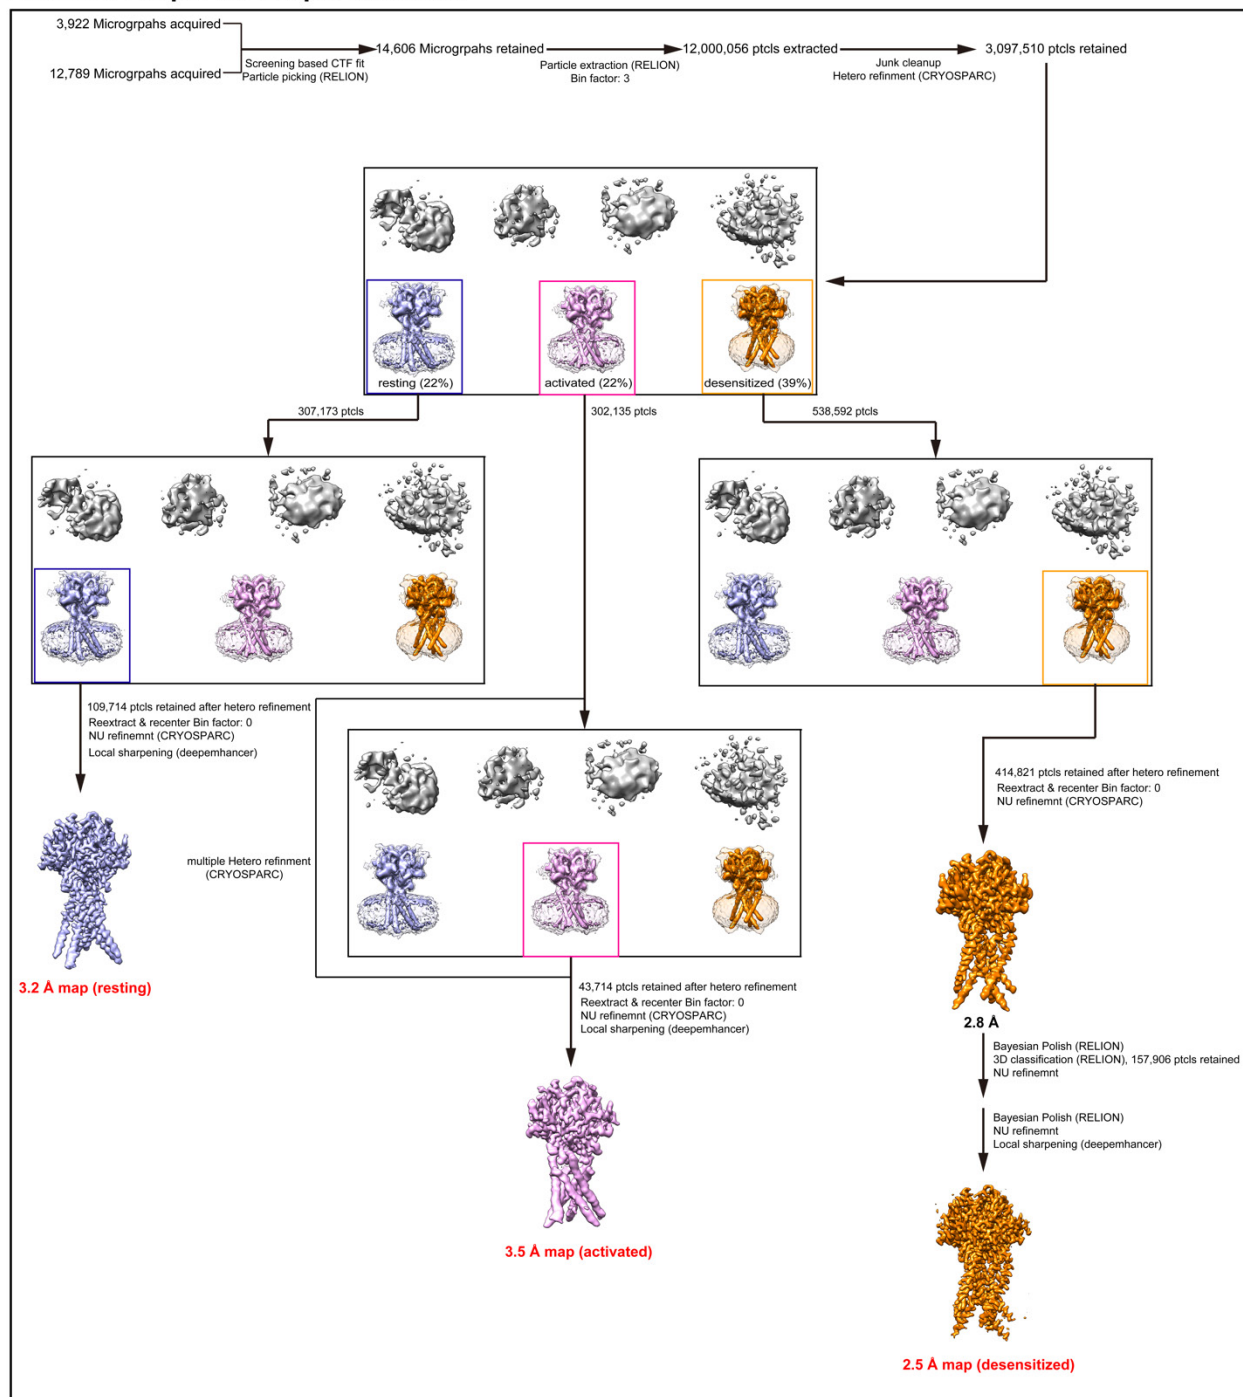 3,922 Microgrpahs acquired
12,789 Microgrpahs acquired
Screening based CTF fit
Particle picking (RELION)
14,606 Microgrpahs retained
Particle extraction (RELION)
Bin factor: 3
12,000,056 ptcls extracted
Junk cleanup
Hetero refinment (CRYOSPARC)
3,097,510 ptcls retained
resting (22%)
activated (22%)
desensitized (39%)
307,173 ptcls
302,135 ptcls
538,592 ptcls
109,714 ptcls retained after hetero refinement
Reextract & recenter Bin factor: 0
NU refinemnt (CRYOSPARC)
Local sharpening (deepemhancer)
3.2 Å map (resting)
multiple Hetero refinment
(CRYOSPARC)
43,714 ptcls retained after hetero refinement
Reextract & recenter Bin factor: 0
NU refinemnt (CRYOSPARC)
Local sharpening (deepemhancer)
3.5 Å map (activated)
414,821 ptcls retained after hetero refinement
Reextract & recenter Bin factor: 0
NU refinemnt (CRYOSPARC)
2.8 Å
Bayesian Polish (RELION)
3D classification (RELION), 157,906 ptcls retained
NU refinemnt
Bayesian Polish (RELION)
NU refinemnt
Local sharpening (deepemhancer)
2.5 Å map (desensitized)